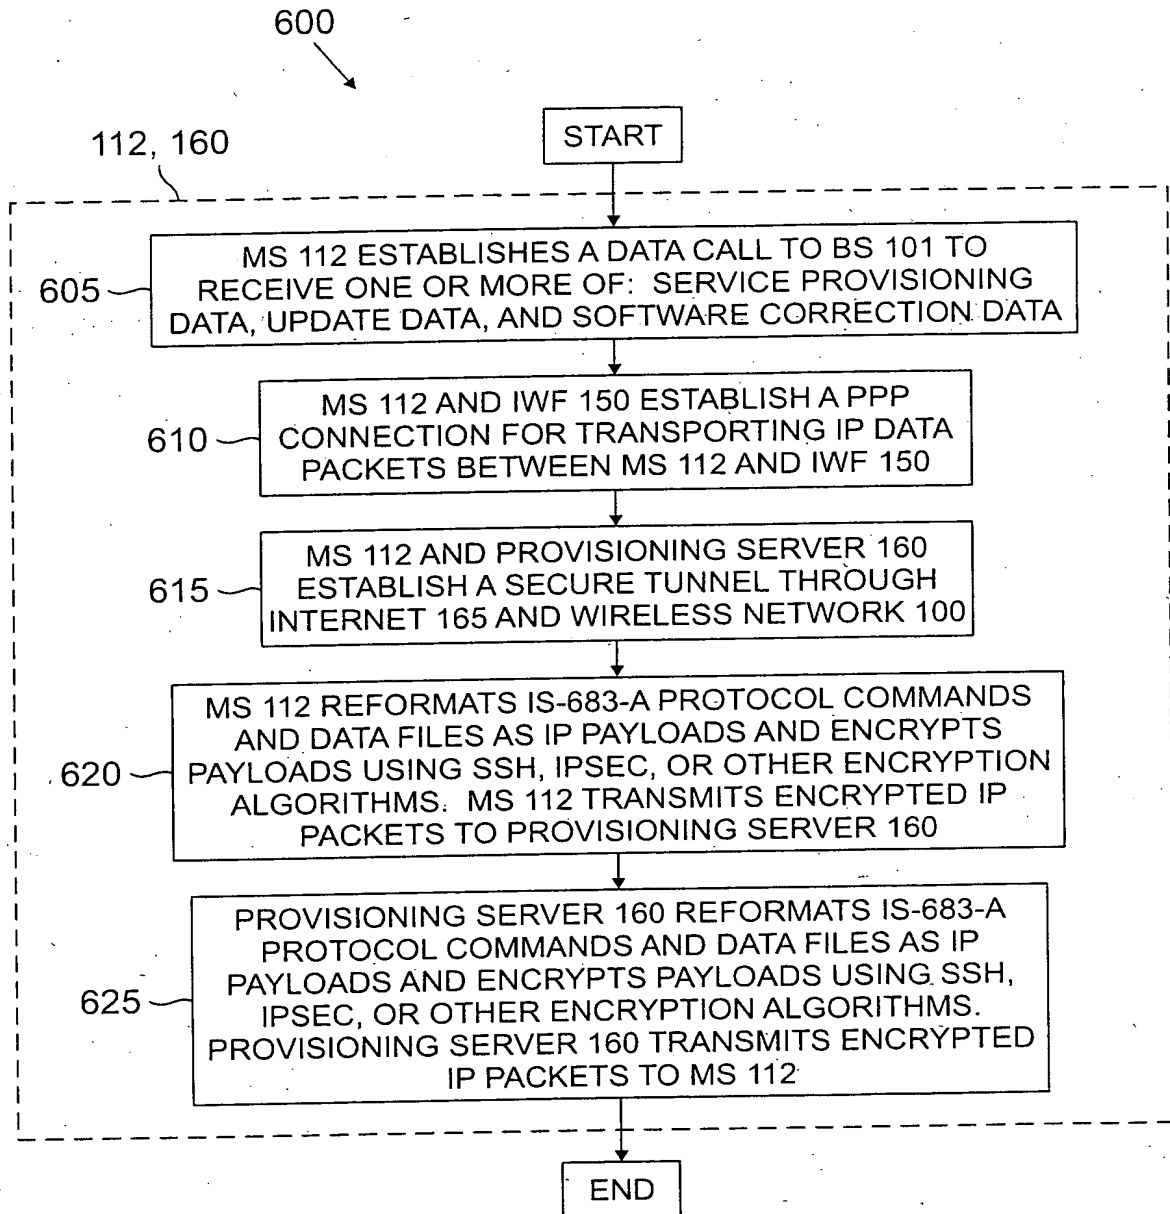 600
START
112, 160
605
MS 112 ESTABLISHES A DATA CALL TO BS 101 TO
RECEIVE ONE OR MORE OF: SERVICE PROVISIONING
DATA, UPDATE DATA, AND SOFTWARE CORRECTION DATA
610
MS 112 AND IWF 150 ESTABLISH A PPP
CONNECTION FOR TRANSPORTING IP DATA
PACKETS BETWEEN MS 112 AND IWF 150
615
MS 112 AND PROVISIONING SERVER 160
ESTABLISH A SECURE TUNNEL THROUGH
INTERNET 165 AND WIRELESS NETWORK 100
620
MS 112 REFORMATS IS-683-A PROTOCOL COMMANDS
AND DATA FILES AS IP PAYLOADS AND ENCRYPTS
PAYLOADS USING SSH, IPSEC, OR OTHER ENCRYPTION
ALGORITHMS. MS 112 TRANSMITS ENCRYPTED IP
PACKETS TO PROVISIONING SERVER 160
625
PROVISIONING SERVER 160 REFORMATS IS-683-A
PROTOCOL COMMANDS AND DATA FILES AS IP
PAYLOADS AND ENCRYPTS PAYLOADS USING SSH,
IPSEC, OR OTHER ENCRYPTION ALGORITHMS.
PROVISIONING SERVER 160 TRANSMITS ENCRYPTED
IP PACKETS TO MS 112
END